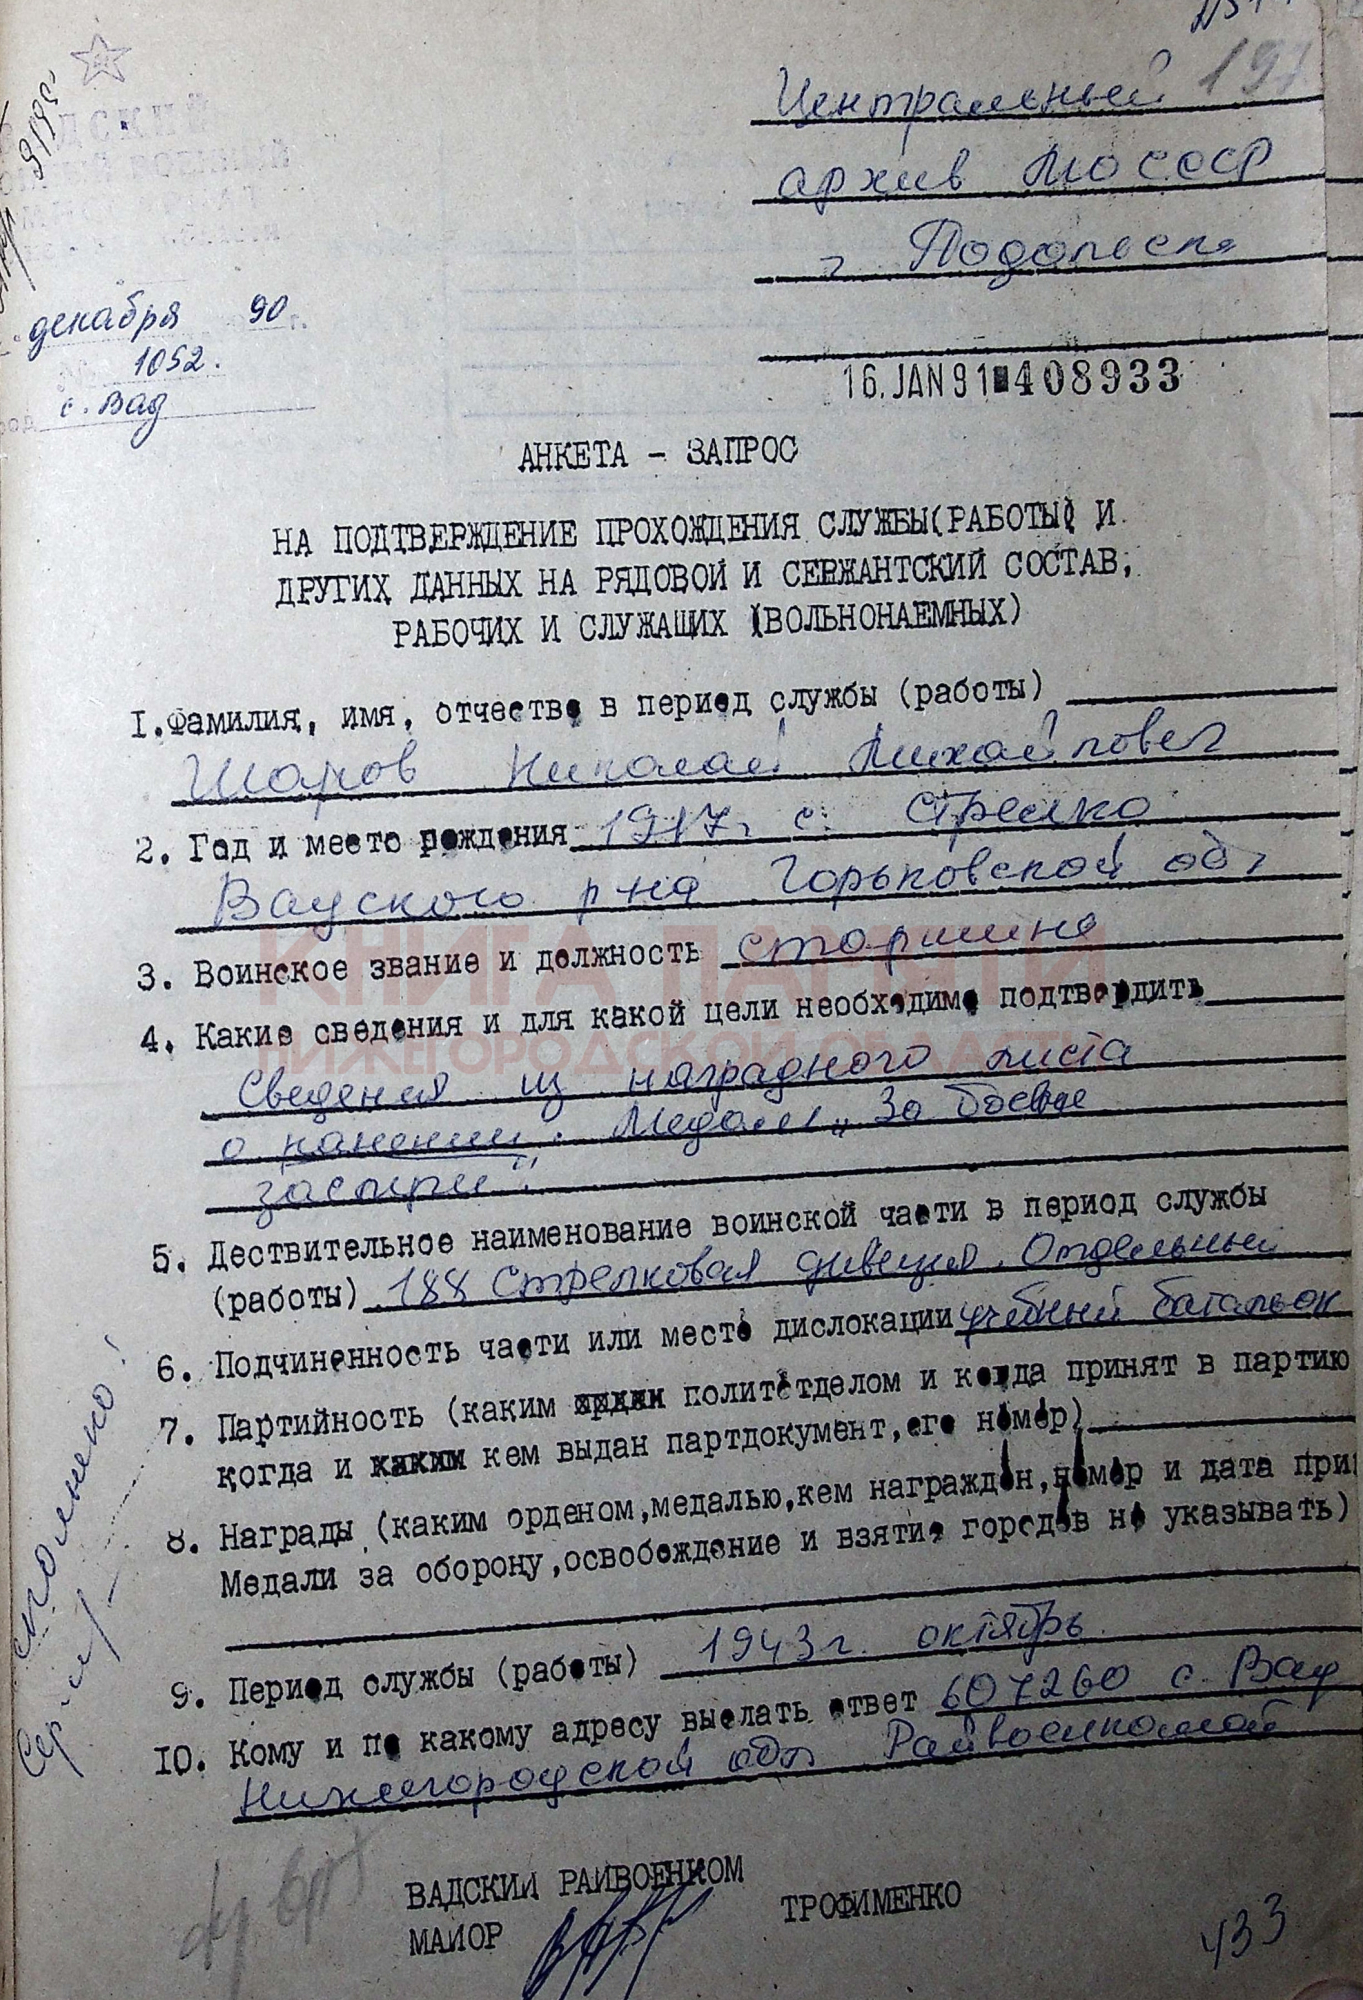 197
Центральный
архив МО СССР
г Подольск
декабря 90 г.
1052.
с. Вад
16.JAN 91 408933
АНКЕТА - ЗАПРОС
НА ПОДТВЕРЖДЕНИЕ ПРОХОЖДЕНИЯ СЛУЖБЫ(РАБОТЫ( И
ДРУГИХ ДАННЫХ НА РЯДОВОЙ И СЕРЖАНТСКИЙ СОСТАВ,
РАБОЧИХ И СЛУЖАЩИХ (ВОЛЬНОНАЕМНЫХ)
I.Фамилия, имя, отчество в период службы (работы)
Шаров Николай Михайлович
2. Год и место рождения 1917г с. Стрелка
Вадского р-на Горьковской обл
3. Воинское звание и должность старшина
КНИГА ПАМЯТИ
4. Какие сведения и для какой цели необходимо подтвердить
НИЖЕГОРОДСКОЙ ОБЛАСТИ
Сведения из наградного листа
о ранении. Медали „За боевые
заслуги".
5. Дествительное наименование воинской части в период службы
(работы) 188 Стрелковая дивизия. Отдельный
6. Подчиненность части или место дислокации учебный батальон
7. Партийность (каким политотделом и когда принят в партию
когда и каким кем выдан партдокумент,его номер)
8. Награды (каким орденом,медалью,кем награжден,номер и дата при
Медали за оборону,освобождение и взятие городов не указывать)
9. Период службы (работы) 1943г. октябрь
10. Кому и по какому адресу выслать ответ 607260 с. Вад
Нижегородской обл Райвоенкомат
ВАДСКИЙ РАЙВОЕНКОМ
МАЙОР ТРОФИМЕНКО
433